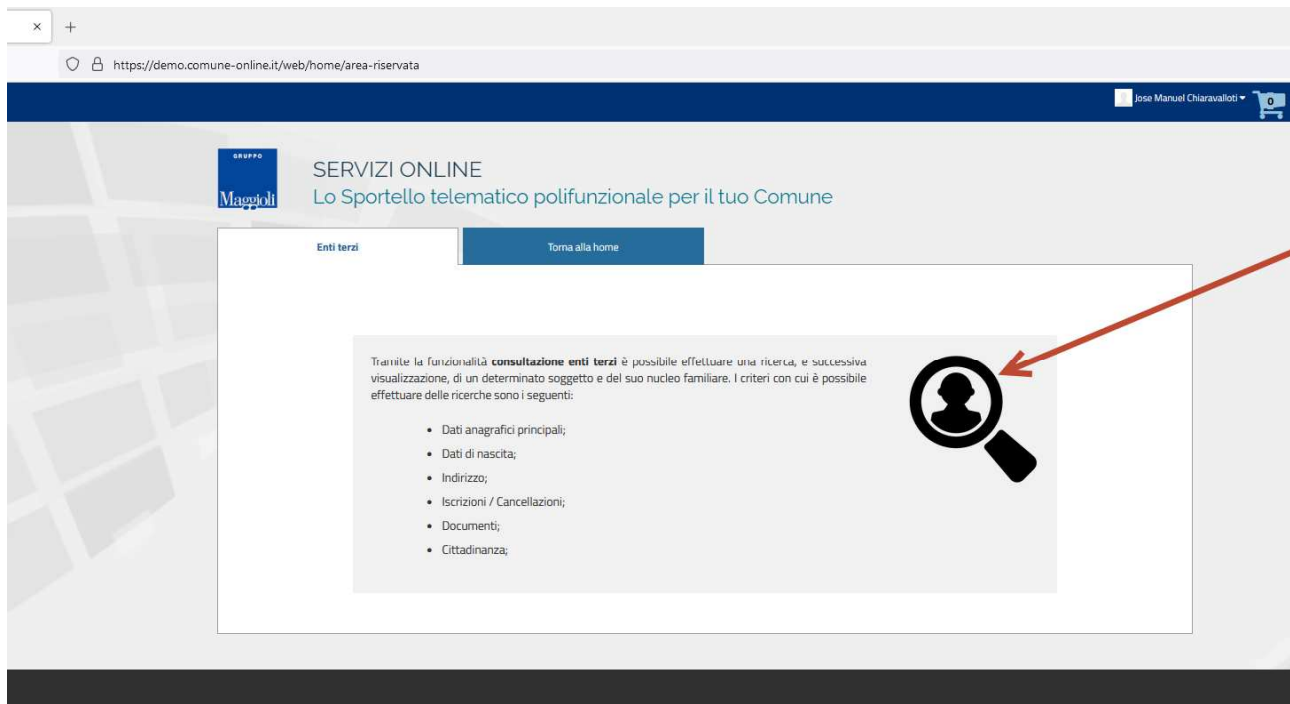 × +
https://demo.comune-online.it/web/home/area-riservata
Jose Manuel Chiaravalloti
0
GRUPPO
Maggioli
SERVIZI ONLINE
Lo Sportello telematico polifunzionale per il tuo Comune
Enti terzi
Torna alla home
Tramite la funzionalità consultazione enti terzi è possibile effettuare una ricerca, e successiva
visualizzazione, di un determinato soggetto e del suo nucleo familiare. I criteri con cui è possibile
effettuare delle ricerche sono i seguenti:
• Dati anagrafici principali;
• Dati di nascita;
• Indirizzo;
• Iscrizioni / Cancellazioni;
• Documenti;
• Cittadinanza;